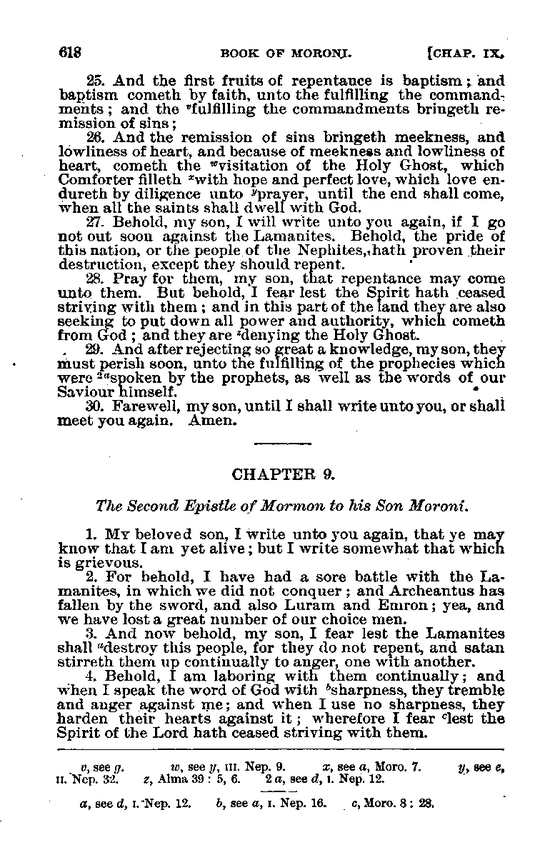 618 BOOK OF MORONI. [CHAP. IX.
25. And the first fruits of repentance is baptism; and
baptism cometh by faith, unto the fulfilling the command-
ments; and the vfulfilling the commandments bringeth re-
mission of sins;
26. And the remission of sins bringeth meekness, and
lowliness of heart, and because of meekness and lowliness of
heart, cometh the wvisitation of the Holy Ghost, which
Comforter filleth xwith hope and perfect love, which love en-
dureth by diligence unto yprayer, until the end shall come,
when all the saints shall dwell with God.
27. Behold, my son, I will write unto you again, if I go
not out soon against the Lamanites. Behold, the pride of
this nation, or the people of the Nephites, hath proven their
destruction, except they should repent.
28. Pray for them, my son, that repentance may come
unto them. But behold, I fear lest the Spirit hath ceased
striving with them; and in this part of the land they are also
seeking to put down all power and authority, which cometh
from God; and they are zdenying the Holy Ghost.
29. And after rejecting so great a knowledge, my son, they
must perish soon, unto the fulfilling of the prophecies which
were 2aspoken by the prophets, as well as the words of our
Saviour himself.
30. Farewell, my son, until I shall write unto you, or shall
meet you again. Amen.
CHAPTER 9.
The Second Epistle of Mormon to his Son Moroni.
1. MY beloved son, I write unto you again, that ye may
know that I am yet alive; but I write somewhat that which
is grievous.
2. For behold, I have had a sore battle with the La-
manites, in which we did not conquer; and Archeantus has
fallen by the sword, and also Luram and Emron; yea, and
we have lost a great number of our choice men.
3. And now behold, my son, I fear lest the Lamanites
shall adestroy this people, for they do not repent, and satan
stirreth them up continually to anger, one with another.
4. Behold, I am laboring with them continually; and
when I speak the word of God with bsharpness, they tremble
and anger against me; and when I use no sharpness, they
harden their hearts against it; wherefore I fear clest the
Spirit of the Lord hath ceased striving with them.
v, see g. w, see y, III. Nep. 9. x, see a, Moro. 7. y, see e,
II. Nep. 32. z, Alma 39: 5, 6. 2 a, see d, I. Nep. 12.
a, see d, I. Nep. 12. b, see a, I. Nep. 16. c, Moro. 8: 28.